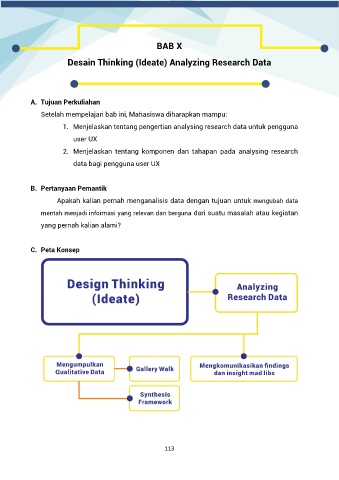 BAB X
Desain Thinking (Ideate) Analyzing Research Data
A. Tujuan Perkuliahan
Setelah mempelajari bab ini, Mahasiswa diharapkan mampu:
1. Menjelaskan tentang pengertian analysing research data untuk pengguna
user UX
2. Menjelaskan tentang komponen dan tahapan pada analysing research
data bagi pengguna user UX
B. Pertanyaan Pemantik
Apakah kalian pernah menganalisis data dengan tujuan untuk mengubah data
mentah menjadi informasi yang relevan dan berguna dari suatu masalah atau kegiatan
yang pernah kalian alami?
C. Peta Konsep
Design Thinking
(Ideate)
Analyzing
Research Data
Mengumpulkan
Qualitative Data
Gallery Walk
Mengkomunikasikan findings
dan insight mad libs
Synthesis
Framework
113